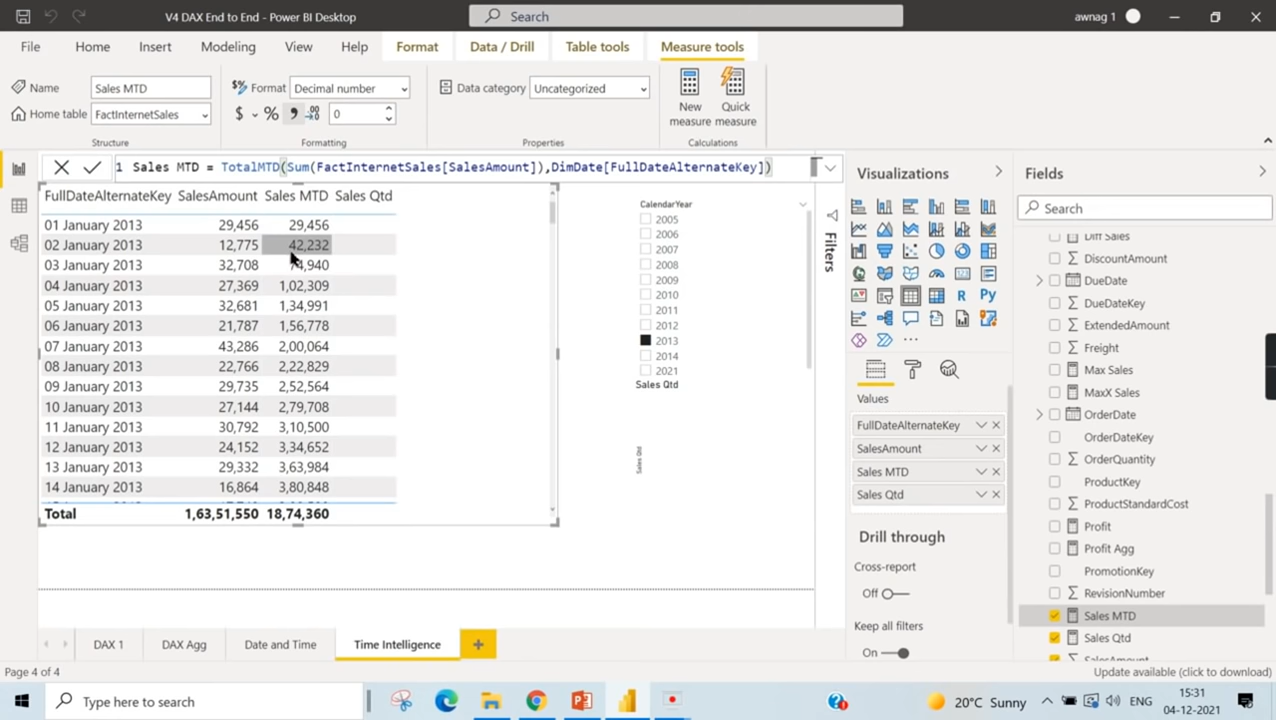 V4 DAX End to End - Power BI Desktop
Search
awnag 1
File Home Insert Modeling View Help Format Data / Drill Table tools Measure tools
Name Sales MTD
Home table FactInternetSales
Structure
Format Decimal number
$ % , .00 0
Formatting
Data category Uncategorized
Properties
New measure
Quick measure
Calculations
1 Sales MTD = TotalMTD(Sum(FactInternetSales[SalesAmount]),DimDate[FullDateAlternateKey])
FullDateAlternateKey SalesAmount Sales MTD Sales Qtd
01 January 2013 29,456 29,456
02 January 2013 12,775 42,232
03 January 2013 32,708 74,940
04 January 2013 27,369 1,02,309
05 January 2013 32,681 1,34,991
06 January 2013 21,787 1,56,778
07 January 2013 43,286 2,00,064
08 January 2013 22,766 2,22,829
09 January 2013 29,735 2,52,564
10 January 2013 27,144 2,79,708
11 January 2013 30,792 3,10,500
12 January 2013 24,152 3,34,652
13 January 2013 29,332 3,63,984
14 January 2013 16,864 3,80,848
Total 1,63,51,550 18,74,360
CalendarYear
2005
2006
2007
2008
2009
2010
2011
2012
2013
2014
2021
Sales Qtd
Sales Qtd
Filters
Visualizations
R Py
Values
FullDateAlternateKey
SalesAmount
Sales MTD
Sales Qtd
Drill through
Cross-report
Off
Keep all filters
On
Fields
Search
Diff Sales
DiscountAmount
DueDate
DueDateKey
ExtendedAmount
Freight
Max Sales
MaxX Sales
OrderDate
OrderDateKey
OrderQuantity
ProductKey
ProductStandardCost
Profit
Profit Agg
PromotionKey
RevisionNumber
Sales MTD
Sales Qtd
SalesAmount
DAX 1 DAX Agg Date and Time Time Intelligence +
Page 4 of 4
Update available (click to download)
Type here to search
20°C Sunny
ENG
15:31
04-12-2021